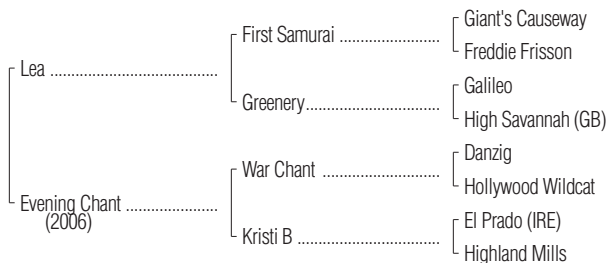 Giant's Causeway
First Samurai ........................
Freddie Frisson
Lea .........................................
Galileo
Greenery...............................
High Savannah (GB)
Danzig
War Chant ............................
Hollywood Wildcat
Evening Chant ......................
(2006)
El Prado (IRE)
Kristi B ..................................
Highland Mills